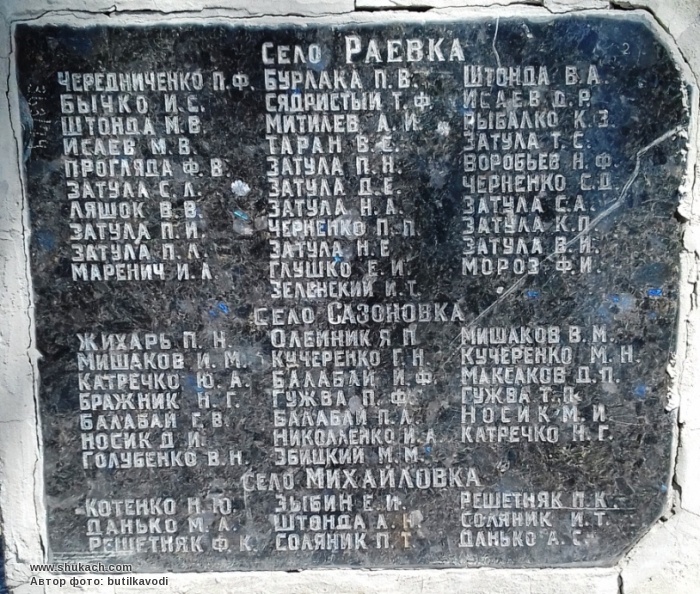 Село Раевка
Чередниченко П.Ф. Бурлака П.В. Штонда В.А.
Бычко И.С. Сядристый Т.Ф. Исаев Д.Р.
Штонда М.В. Митилев А.И. Рыбалко К.З.
Исаев М.В. Таран В.Е. Затула Т.С.
Прогляда Ф.В. Затула П.Н. Воробьев Н.Ф.
Затула С.Л. Затула Д.Е. Черненко С.Д.
Ляшок В.В. Затула Н.А. Затула С.А.
Затула П.И. Черненко П.П. Затула К.П.
Затула П.Л. Затула Н.Е. Затула В.И.
Маренич И.А. Глушко Е.И. Мороз Ф.И.
Зеленский И.Т.
Село Сазоновка
Жихарь П.Н. Олейник Я.П. Мишаков В.М.
Мишаков И.М. Кучеренко Г.Н. Кучеренко М.Н.
Катречко Ю.А. Балабай И.Ф. Максаков Д.П.
Бражник Н.Г. Гужва П.Ф. Гужва Т.П.
Балабай Г.В. Балабай П.А. Носик М.И.
Носик Д.И. Николаенко И.А. Катречко Н.Г.
Голубенко В.Н. Збицкий М.М.
Село Михайловка
Котенко Н.Ю. Зыбин Е.И. Решетняк П.К.
Данько М.А. Штонда А.Н. Соляник И.Т.
Решетняк Ф.К. Соляник П.Т. Данько А.С.
www.shukach.com
Автор фото: butilkavodi